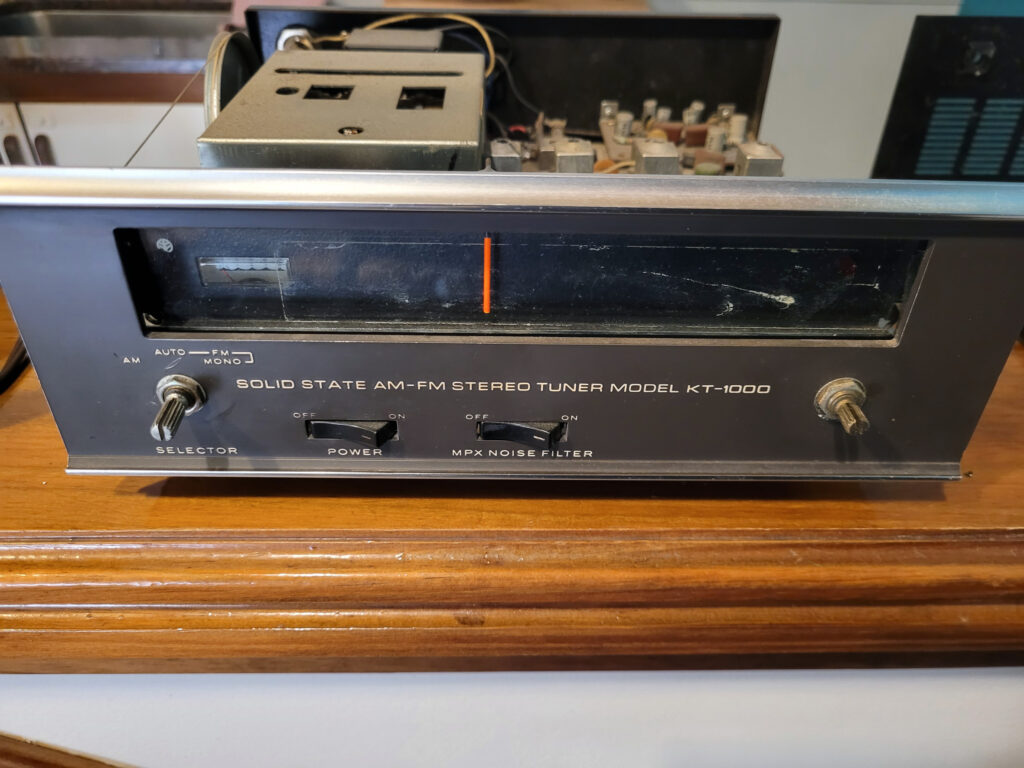 AUTO FM
AM MONO
SOLID STATE AM-FM STEREO TUNER MODEL KT-1000
OFF ON OFF ON
SELECTOR POWER MPX NOISE FILTER